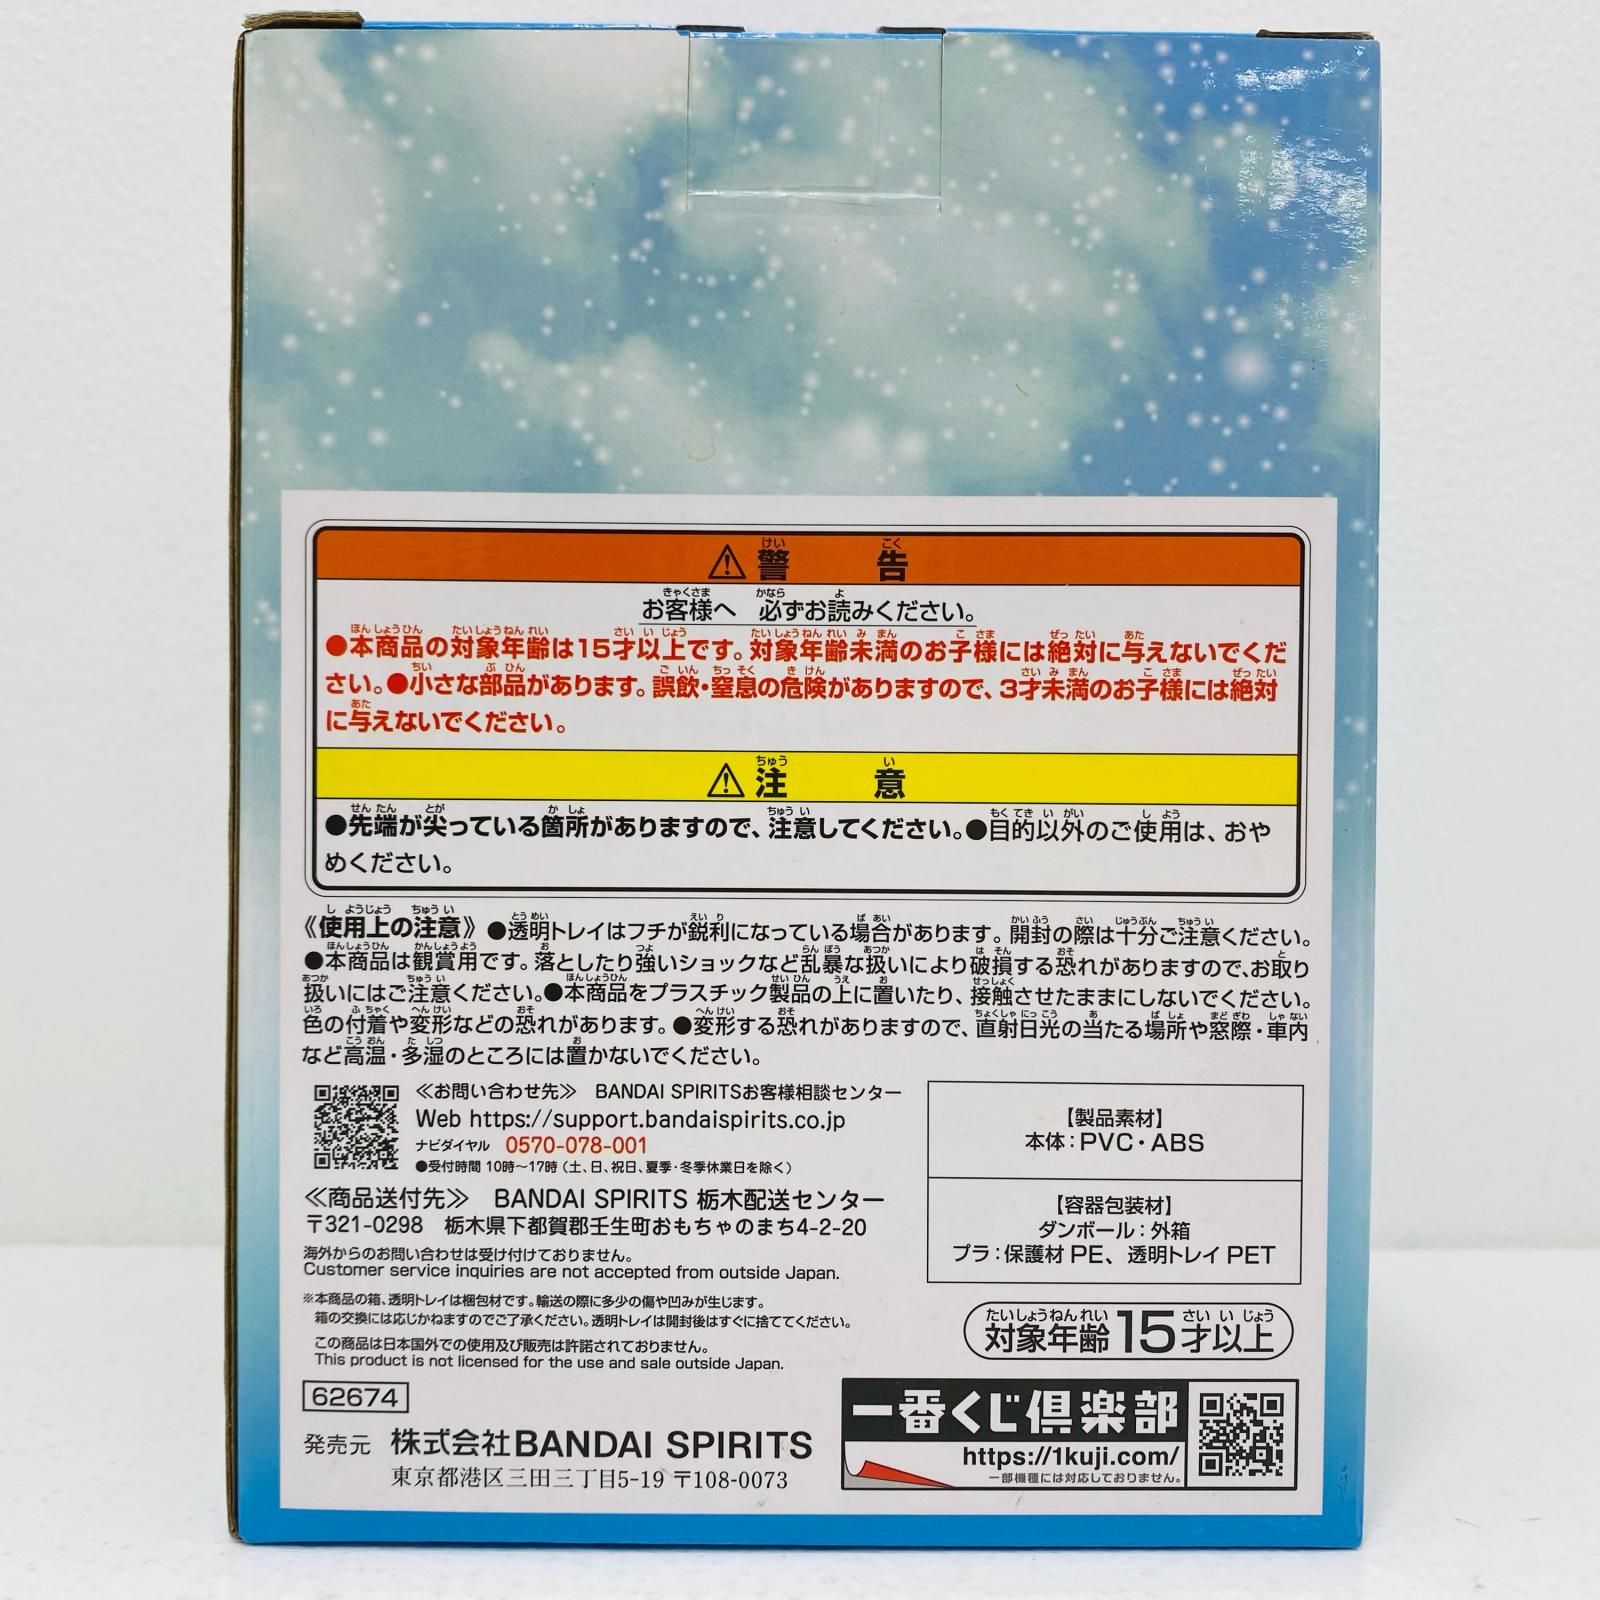 ⚠警告
お客様へ 必ずお読みください。
●本商品の対象年齢は15才以上です。対象年齢未満のお子様には絶対に与えないでくだ
さい。●小さな部品があります。誤飲・窒息の危険がありますので、3才未満のお子様には絶対
に与えないでください。
⚠注意
●先端が尖っている箇所がありますので、注意してください。●目的以外のご使用は、おや
めください。
《使用上の注意》●透明トレイはフチが鋭利になっている場合があります。開封の際は十分ご注意ください。
●本商品は観賞用です。落としたり強いショックなど乱暴な扱いにより破損する恐れがありますので、お取り
扱いにはご注意ください。●本商品をプラスチック製品の上に置いたり、接触させたままにしないでください。
色の付着や変形などの恐れがあります。●変形する恐れがありますので、直射日光の当たる場所や窓際・車内
など高温・多湿のところには置かないでください。
≪お問い合わせ先≫ BANDAI SPIRITSお客様相談センター
Web https://support.bandaispirits.co.jp
ナビダイヤル 0570-078-001
●受付時間 10時～17時（土、日、祝日、夏季・冬季休業日を除く）
≪商品送付先≫ BANDAI SPIRITS 栃木配送センター
〒321-0298 栃木県下都賀郡壬生町おもちゃのまち4-2-20
海外からのお問い合わせは受け付けておりません。
Customer service inquiries are not accepted from outside Japan.
※本商品の箱、透明トレイは梱包材です。輸送の際に多少の傷や凹みが生じます。
箱の交換には応じかねますのでご了承ください。透明トレイは開封後はすぐに捨ててください。
この商品は日本国外での使用及び販売は許諾されておりません。
This product is not licensed for the use and sale outside Japan.
【製品素材】
本体：PVC・ABS
【容器包装材】
ダンボール：外箱
プラ：保護材 PE、透明トレイ PET
対象年齢15才以上
62674
発売元 株式会社BANDAI SPIRITS
東京都港区三田三丁目5-19 〒108-0073
一番くじ倶楽部
https://1kuji.com/
一部機種には対応しておりません。